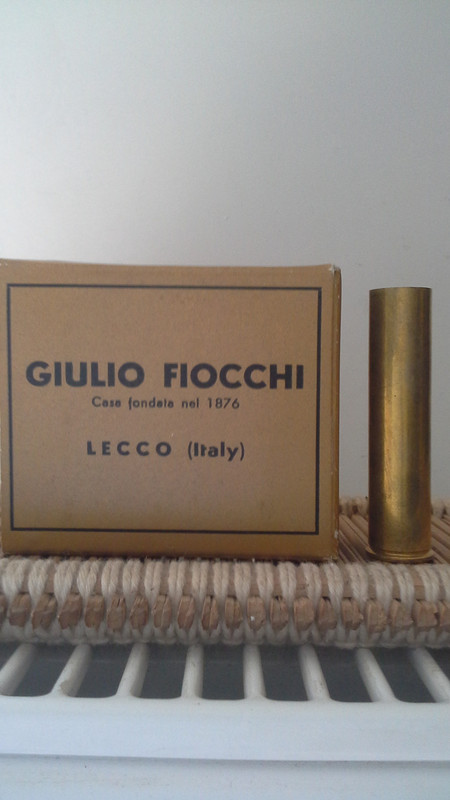 GIULIO FIOCCHI
Casa fondata nel 1876
LECCO (Italy)